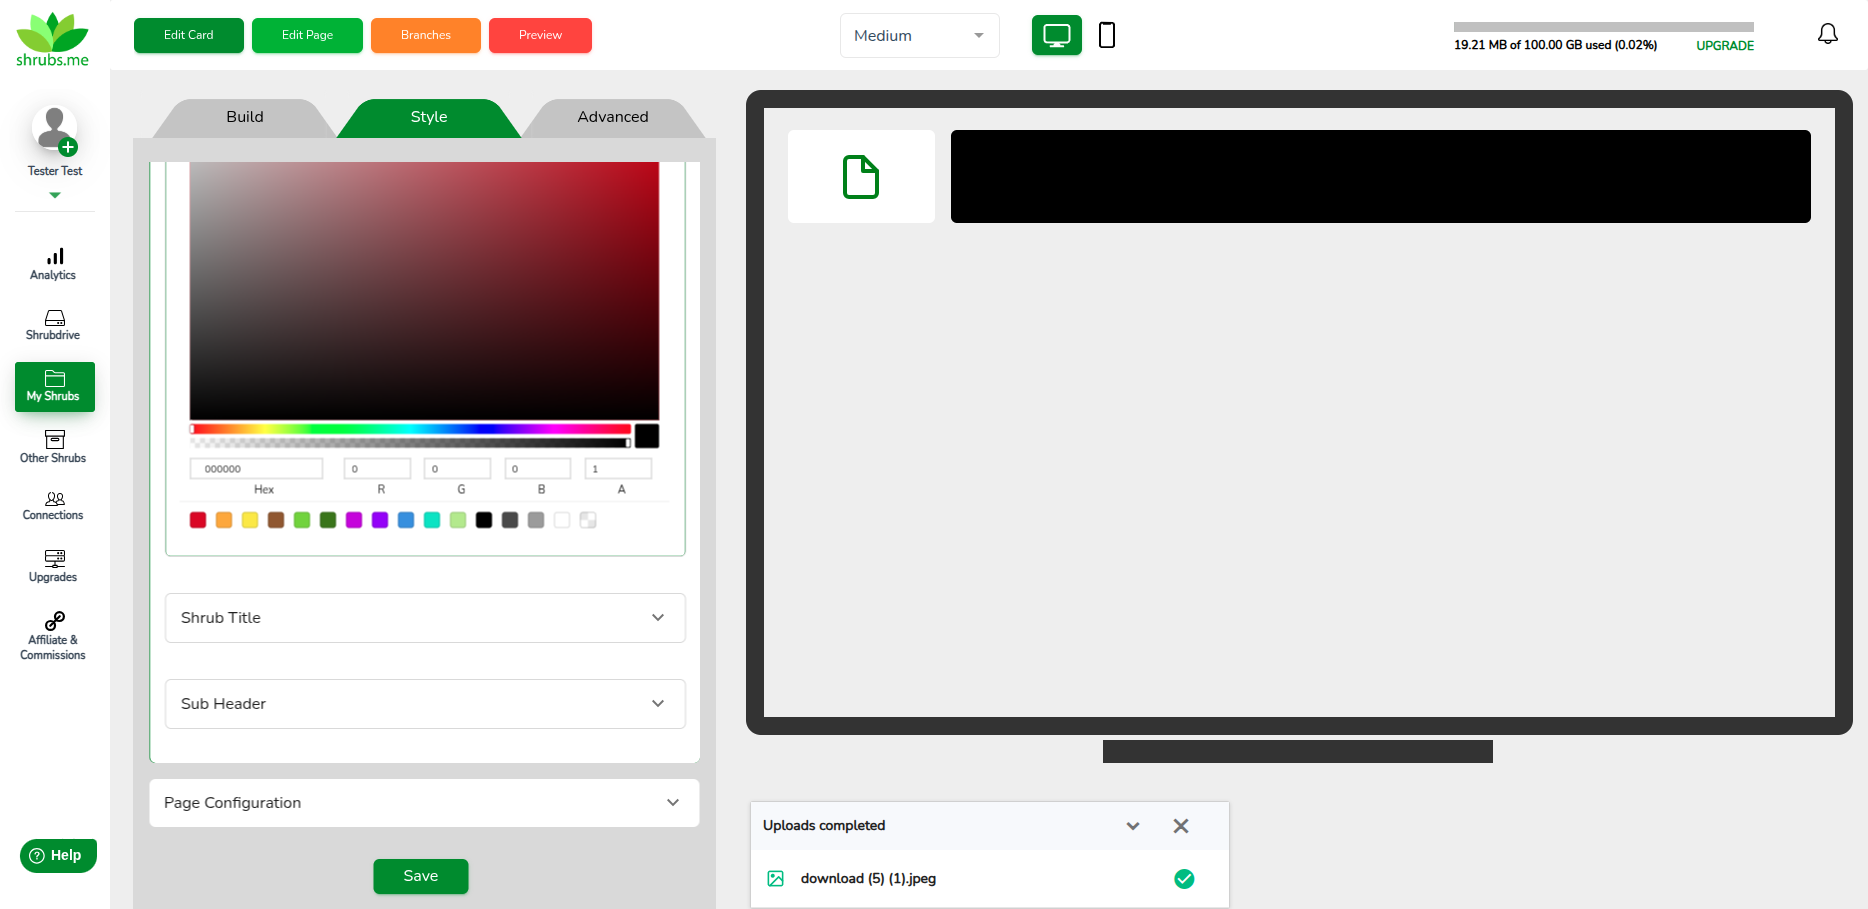 shrubs.me
Edit Card
Edit Page
Branches
Preview
Medium
19.21 MB of 100.00 GB used (0.02%)
UPGRADE
Tester Test
Analytics
Shrubdrive
My Shrubs
Other Shrubs
Connections
Upgrades
Affiliate &
Commissions
Help
Build
Style
Advanced
000000
0
0
0
1
Hex
R
G
B
A
Shrub Title
Sub Header
Page Configuration
Save
Uploads completed
download (5) (1).jpeg